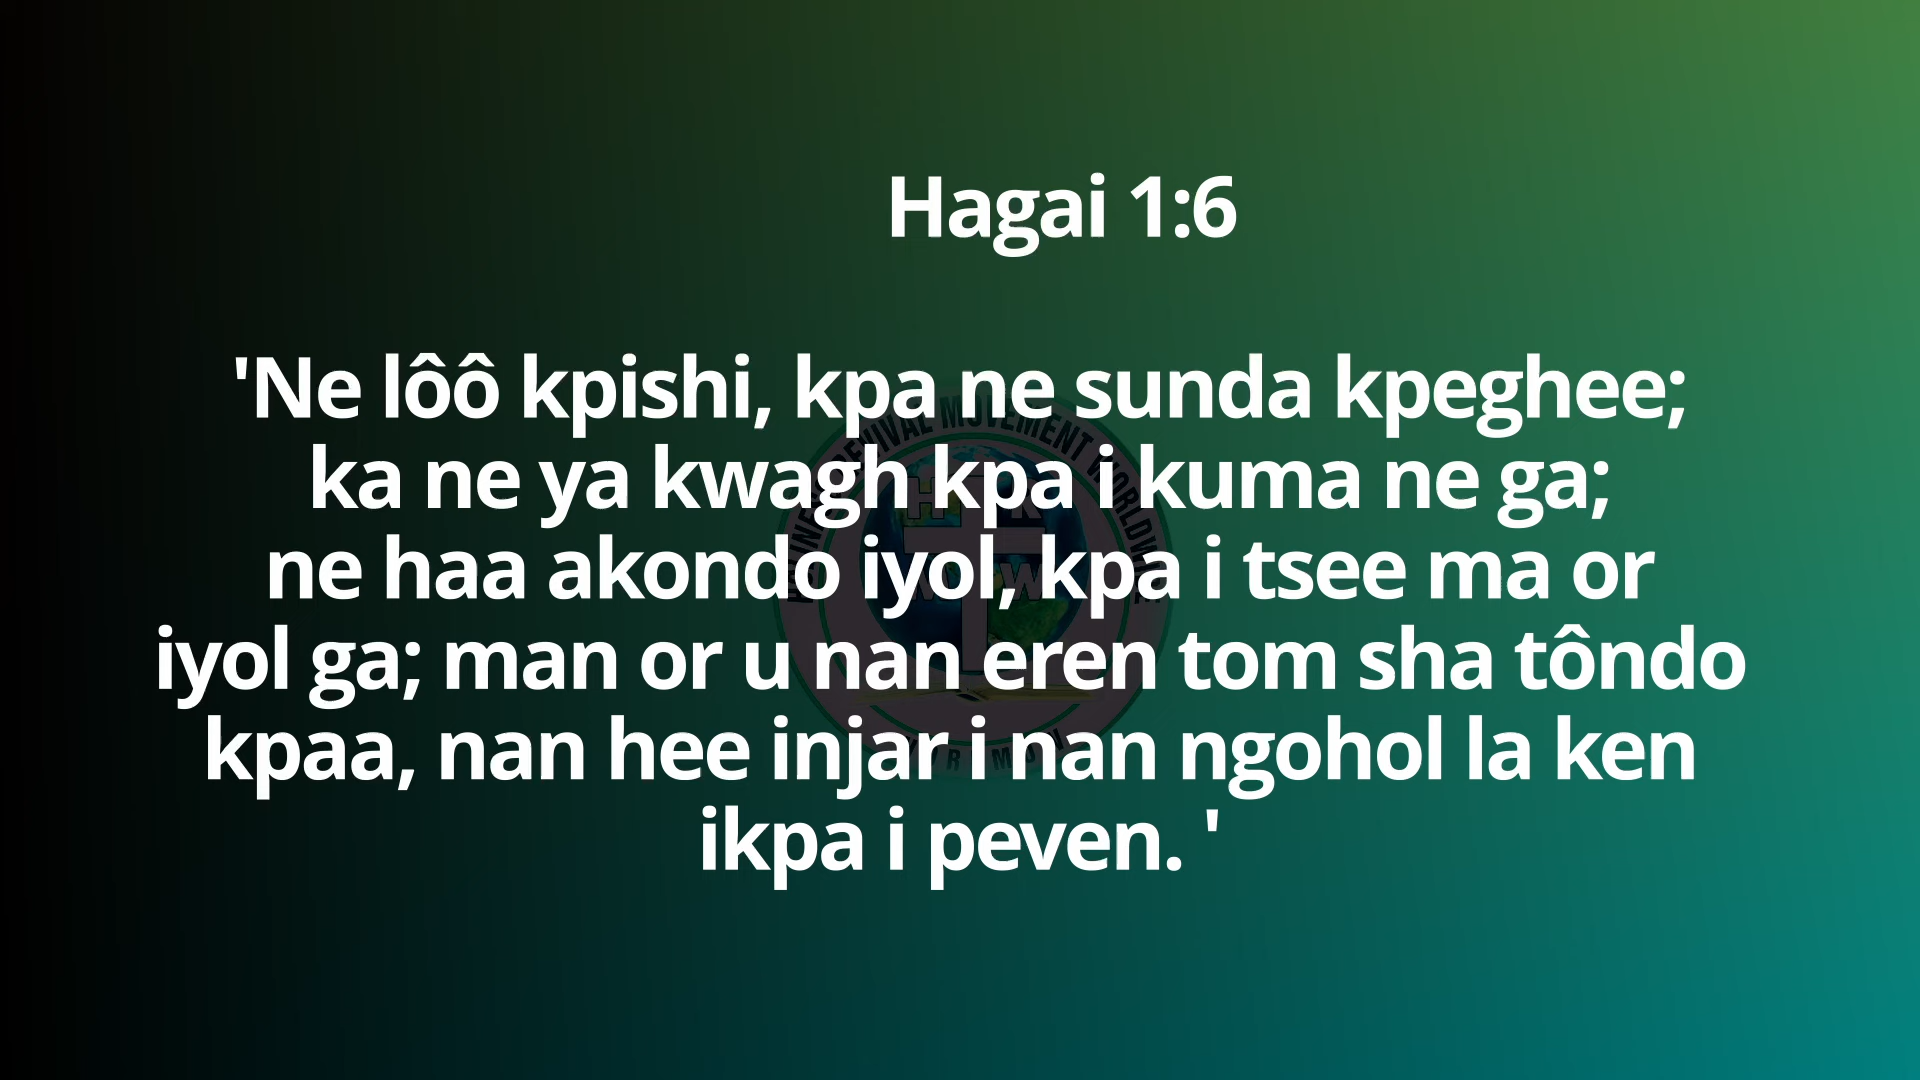 Hagai 1:6
'Ne lôô kpishi, kpa ne sunda kpeghee;
ka ne ya kwagh kpa i kuma ne ga;
ne haa akondo iyol, kpa i tsee ma or
iyol ga; man or u nan eren tom sha tôndo
kpaa, nan hee injar i nan ngohol la ken
ikpa i peven. '
REVIVAL MOVEMENT